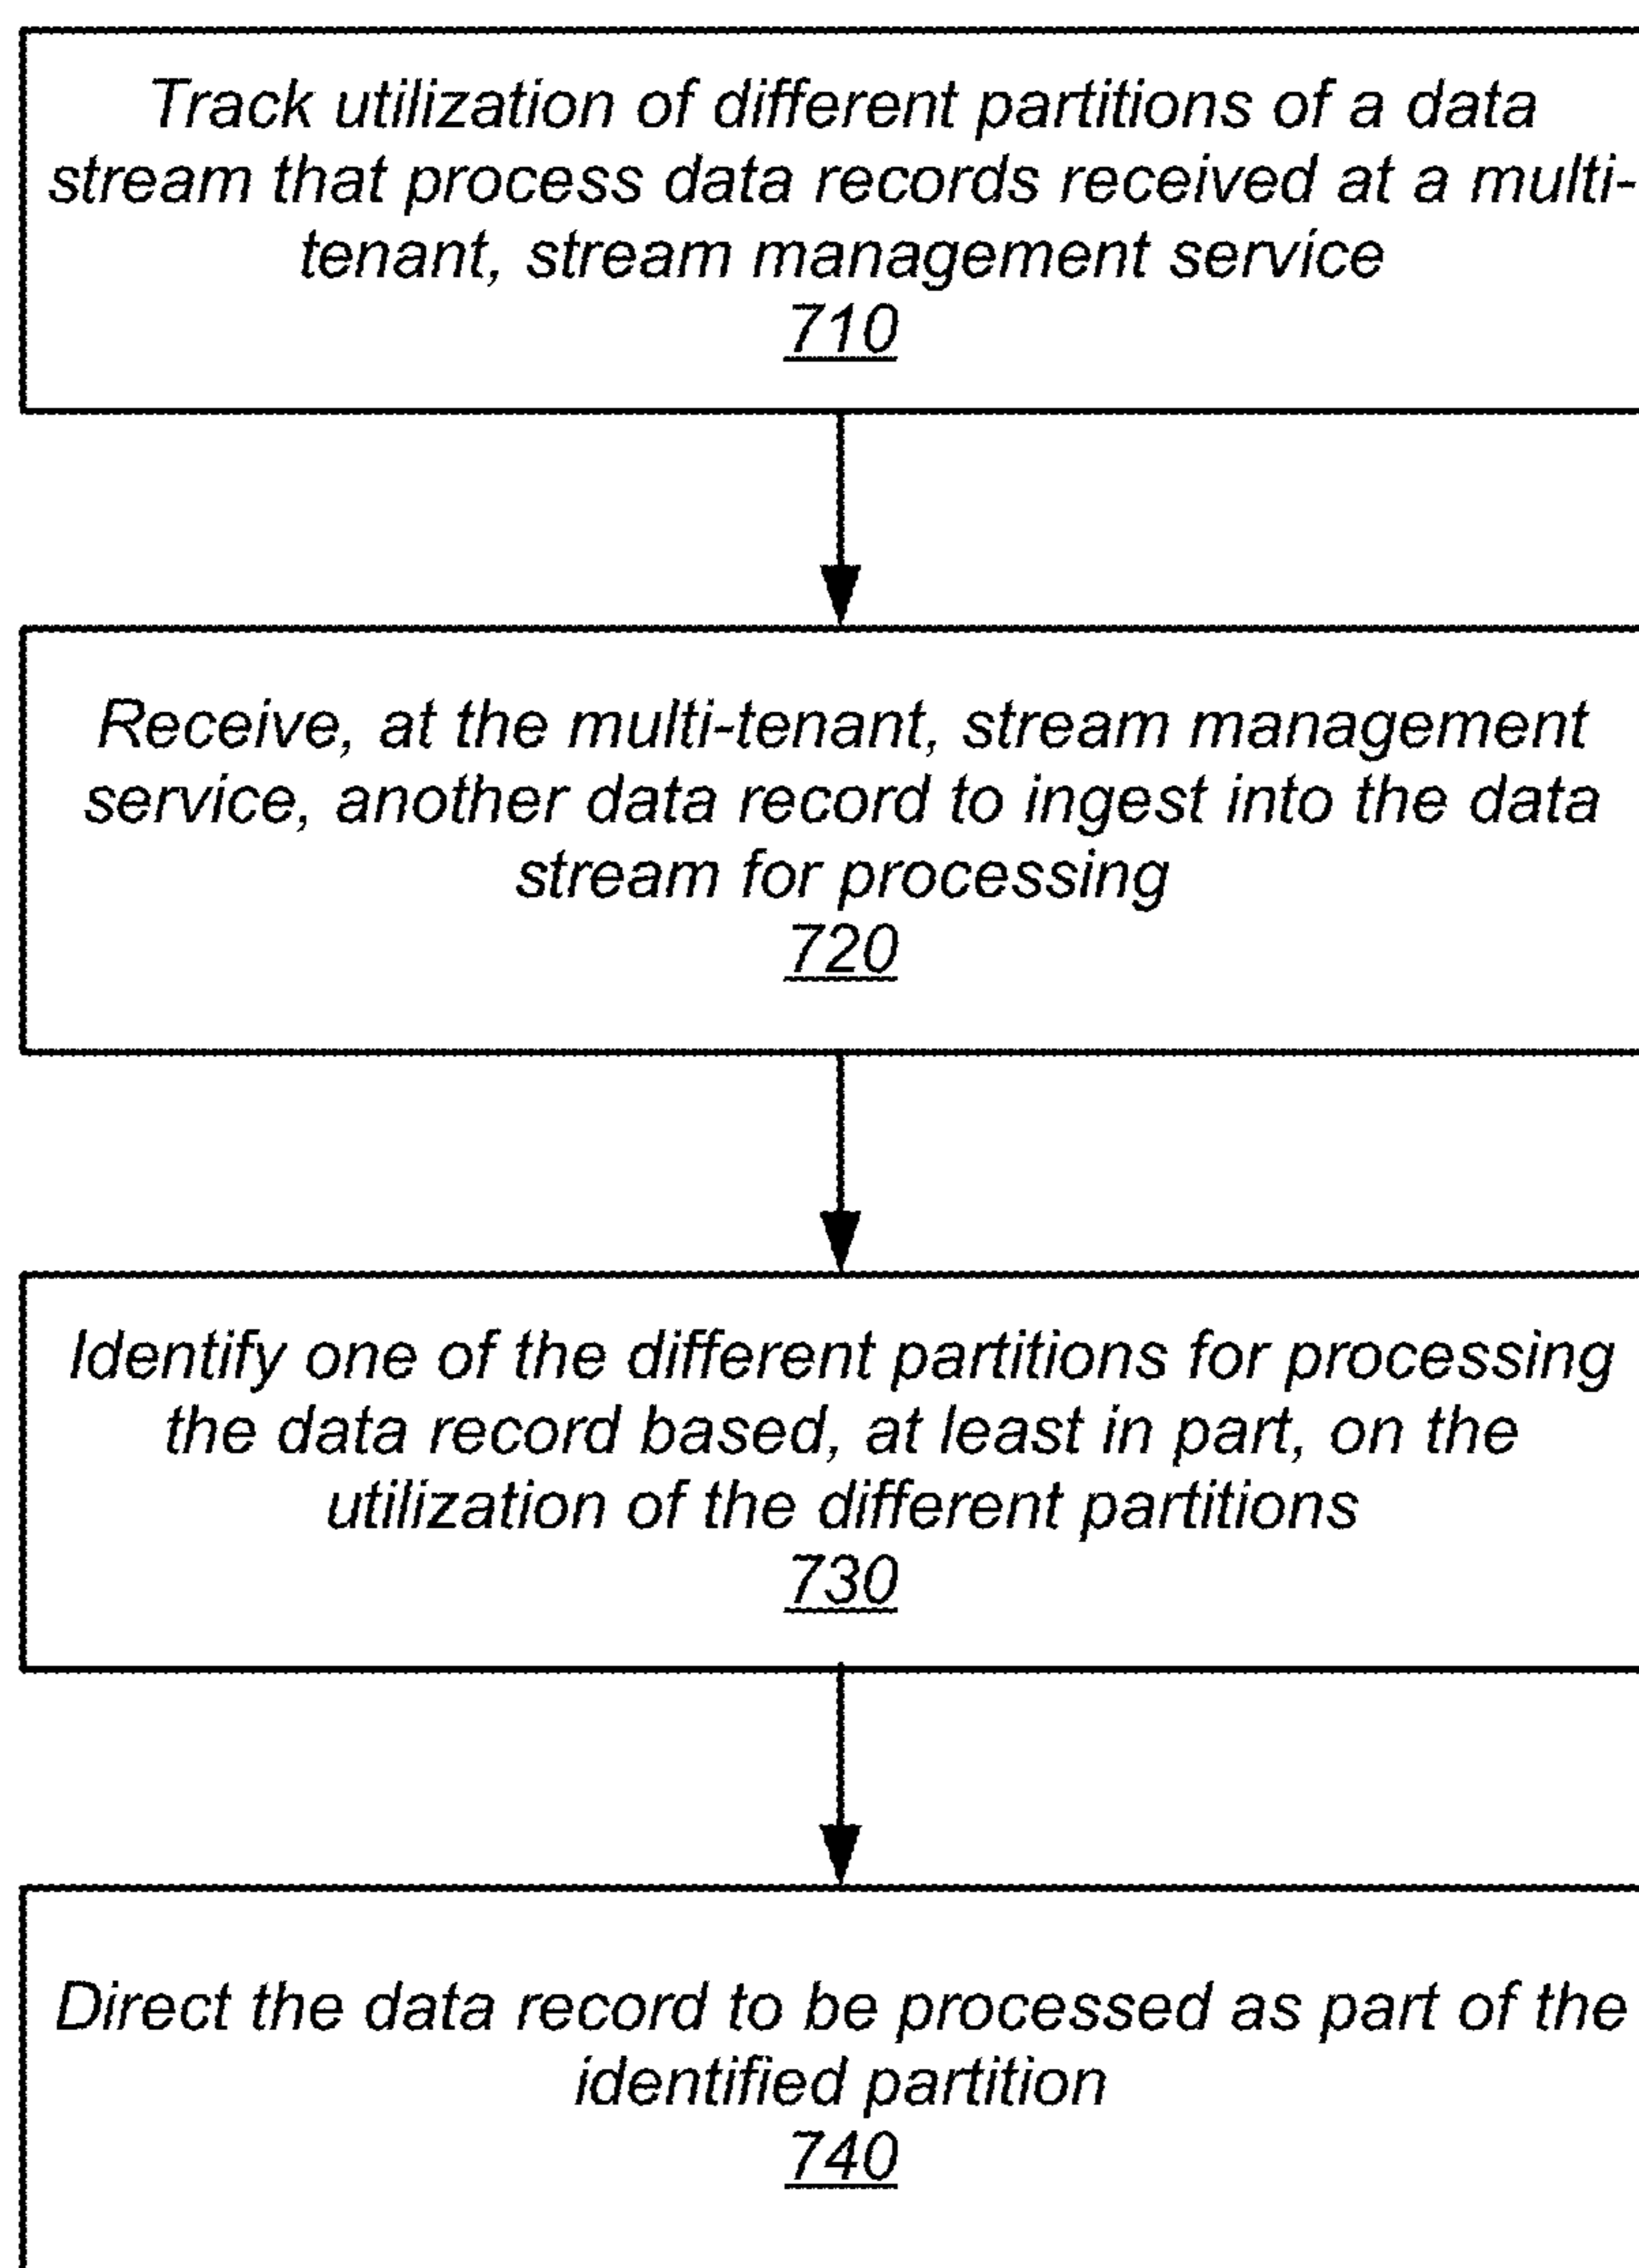 Track utilization of different partitions of a data
stream that process data records received at a multi-
tenant, stream management service
710
Receive, at the multi-tenant, stream management
service, another data record to ingest into the data
stream for processing
720
Identify one of the different partitions for processing
the data record based, at least in part, on the
utilization of the different partitions
730
Direct the data record to be processed as part of the
identified partition
740